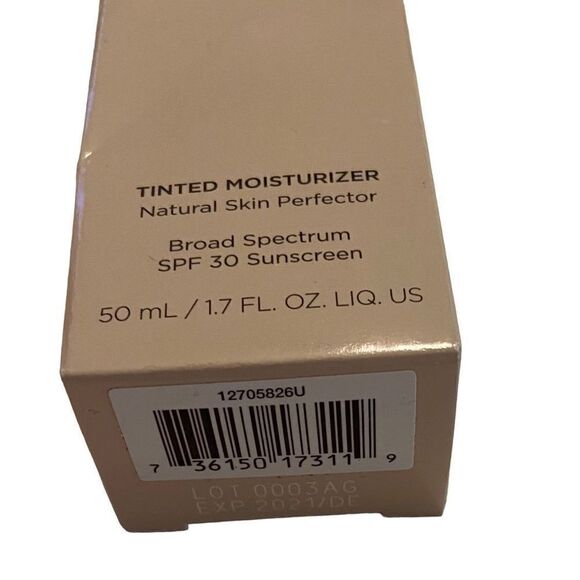 TINTED MOISTURIZER
Natural Skin Perfector
Broad Spectrum
SPF 30 Sunscreen
50 mL / 1.7 FL. OZ. LIQ. US
12705826U
7 36150 17311 9
LOT 0003AG
EXP 2021/DE